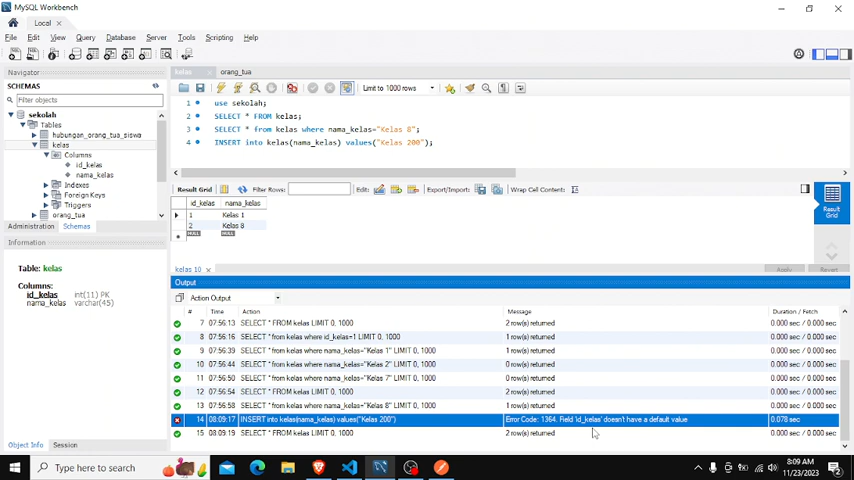 MySQL Workbench
Local
File Edit View Query Database Server Tools Scripting Help
Navigator
SCHEMAS
Filter objects
sekolah
Tables
hubungan_orang_tua_siswa
kelas
Columns
id_kelas
nama_kelas
Indexes
Foreign Keys
Triggers
orang_tua
Administration Schemas
Information
Table: kelas
Columns:
id_kelas int(11) PK
nama_kelas varchar(45)
Object Info Session
kelas orang_tua
Limit to 1000 rows
1 use sekolah;
2 SELECT * FROM kelas;
3 SELECT * from kelas where nama_kelas="Kelas 8";
4 INSERT into kelas(nama_kelas) values("Kelas 200");
Result Grid Filter Rows: Edit: Export/Import: Wrap Cell Content:
id_kelas nama_kelas
1 Kelas 1
2 Kelas 8
NULL NULL
Result
Grid
kelas 10 Apply Revert
Output
Action Output
# Time Action Message Duration / Fetch
7 07:56:13 SELECT * FROM kelas LIMIT 0, 1000 2 row(s) returned 0.000 sec / 0.000 sec
8 07:56:16 SELECT * from kelas where id_kelas=1 LIMIT 0, 1000 1 row(s) returned 0.000 sec / 0.000 sec
9 07:56:39 SELECT * from kelas where nama_kelas="Kelas 1" LIMIT 0, 1000 1 row(s) returned 0.000 sec / 0.000 sec
10 07:56:44 SELECT * from kelas where nama_kelas="Kelas 2" LIMIT 0, 1000 0 row(s) returned 0.000 sec / 0.000 sec
11 07:56:50 SELECT * from kelas where nama_kelas="Kelas 7" LIMIT 0, 1000 0 row(s) returned 0.000 sec / 0.000 sec
12 07:56:54 SELECT * FROM kelas LIMIT 0, 1000 2 row(s) returned 0.000 sec / 0.000 sec
13 07:56:58 SELECT * from kelas where nama_kelas="Kelas 8" LIMIT 0, 1000 1 row(s) returned 0.000 sec / 0.000 sec
14 08:09:17 INSERT into kelas(nama_kelas) values("Kelas 200") Error Code: 1364. Field 'id_kelas' doesn't have a default value 0.078 sec
15 08:09:19 SELECT * FROM kelas LIMIT 0, 1000 2 row(s) returned 0.000 sec / 0.000 sec
Type here to search
8:09 AM
11/23/2023